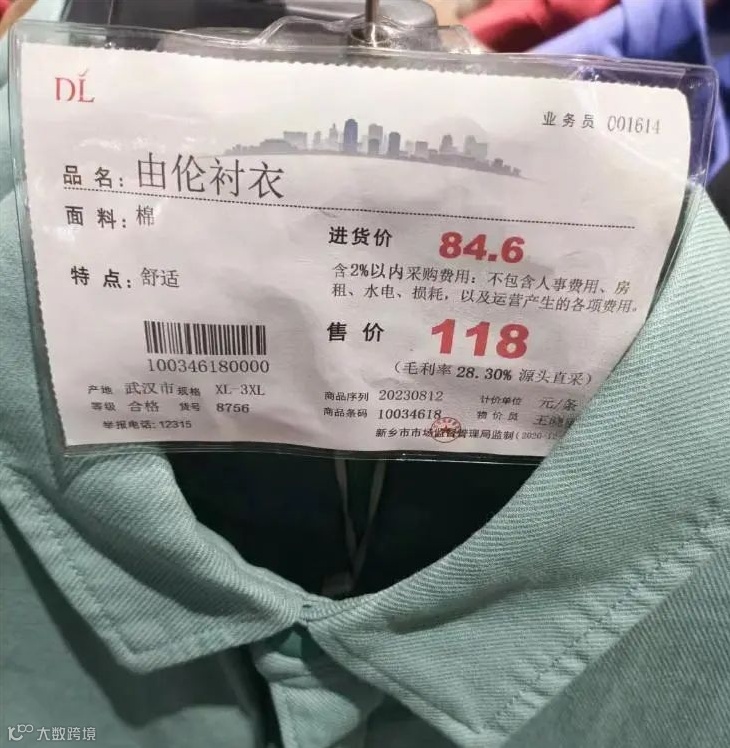 DL
业务员 001614
品名: 由伦衬衣
面料: 棉
进货价 84.6
含2%以内采购费用: 不包含人事费用、房
租、水电、损耗, 以及运营产生的各项费用。
特点: 舒适
售价 118
(毛利率 28.30% 源头直采)
100346180000
产地 武汉市 规格 XL-3XL
商品序列 20230812 计价单位 元/条
等级 合格 货号 8756
商品条码 10034618 物价员 王晓
举报电话: 12315
新乡市市场监督管理局监制(2020-12
大数跨境